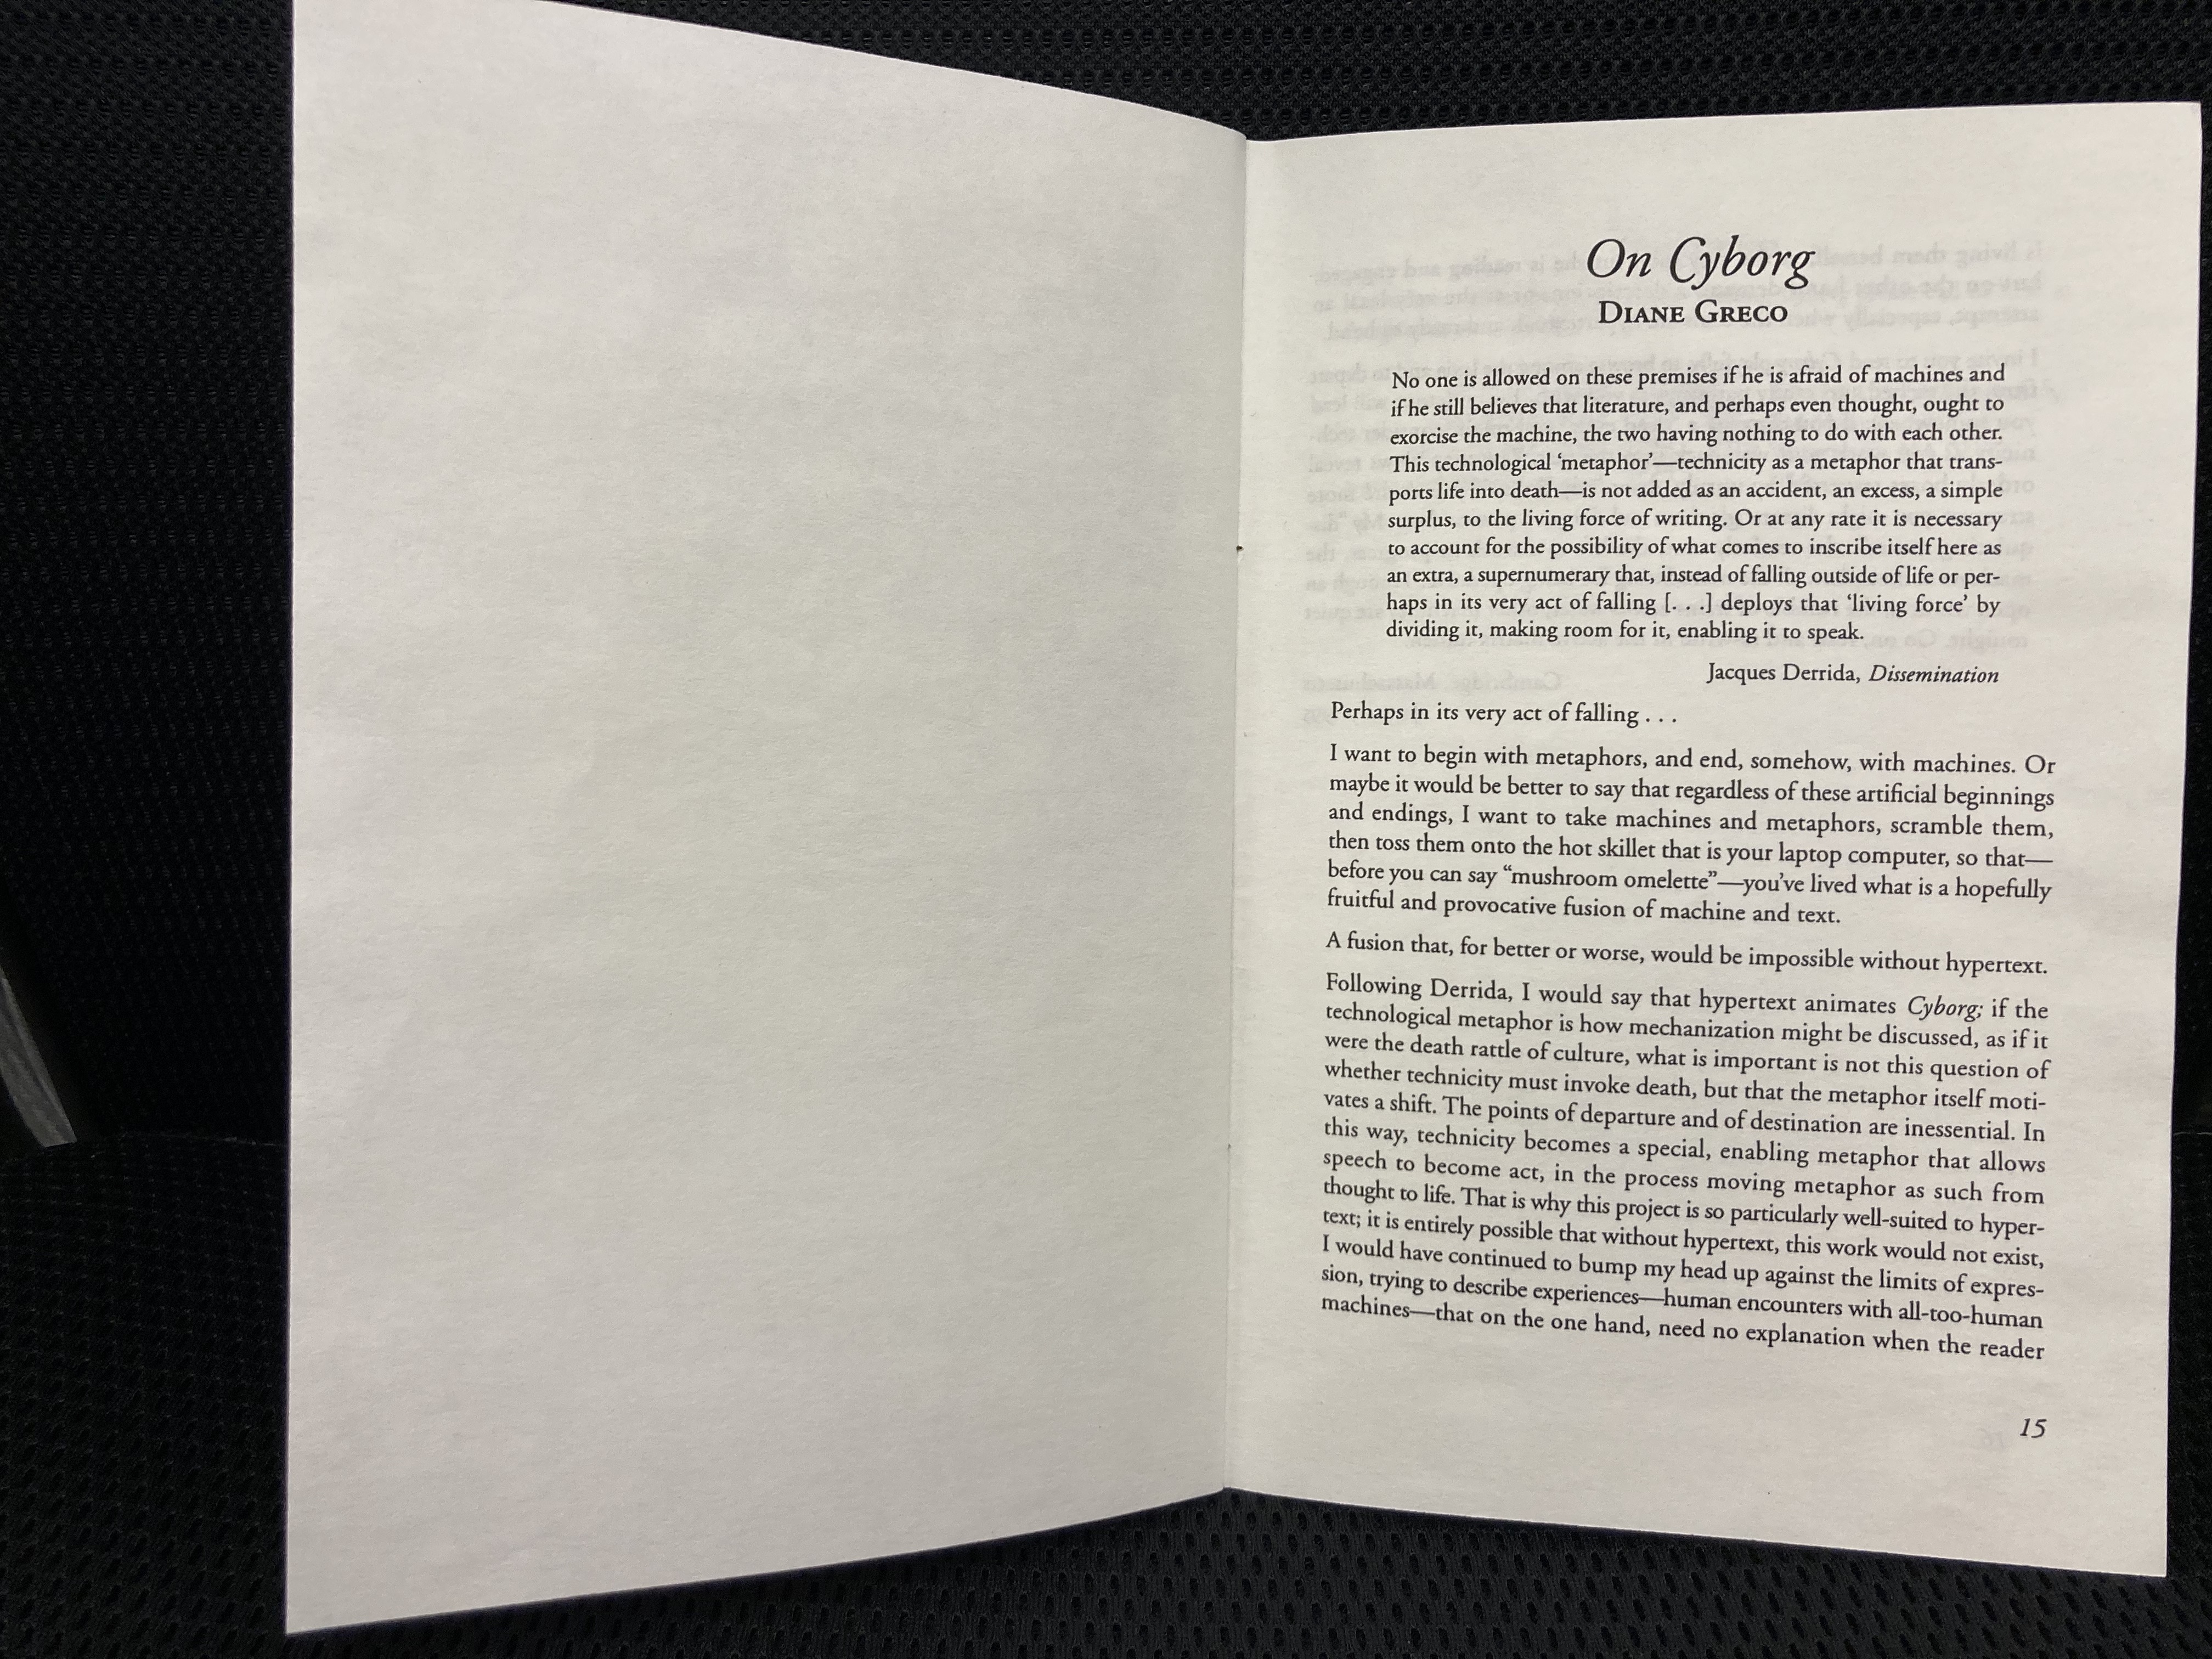 On Cyborg
DIANE GRECO
No one is allowed on these premises if he is afraid of machines and
if he still believes that literature, and perhaps even thought, ought to
exorcise the machine, the two having nothing to do with each other.
This technological ‘metaphor’—technicity as a metaphor that trans-
ports life into death—is not added as an accident, an excess, a simple
surplus, to the living force of writing. Or at any rate it is necessary
to account for the possibility of what comes to inscribe itself here as
an extra, a supernumerary that, instead of falling outside of life or per-
haps in its very act of falling [. . .] deploys that ‘living force’ by
dividing it, making room for it, enabling it to speak.
Jacques Derrida, Dissemination
Perhaps in its very act of falling . . .
I want to begin with metaphors, and end, somehow, with machines. Or
maybe it would be better to say that regardless of these artificial beginnings
and endings, I want to take machines and metaphors, scramble them,
then toss them onto the hot skillet that is your laptop computer, so that—
before you can say “mushroom omelette”—you’ve lived what is a hopefully
fruitful and provocative fusion of machine and text.
A fusion that, for better or worse, would be impossible without hypertext.
Following Derrida, I would say that hypertext animates Cyborg; if the
technological metaphor is how mechanization might be discussed, as if it
were the death rattle of culture, what is important is not this question of
whether technicity must invoke death, but that the metaphor itself moti-
vates a shift. The points of departure and of destination are inessential. In
this way, technicity becomes a special, enabling metaphor that allows
speech to become act, in the process moving metaphor as such from
thought to life. That is why this project is so particularly well-suited to hyper-
text; it is entirely possible that without hypertext, this work would not exist,
I would have continued to bump my head up against the limits of expres-
sion, trying to describe experiences—human encounters with all-too-human
machines—that on the one hand, need no explanation when the reader
15